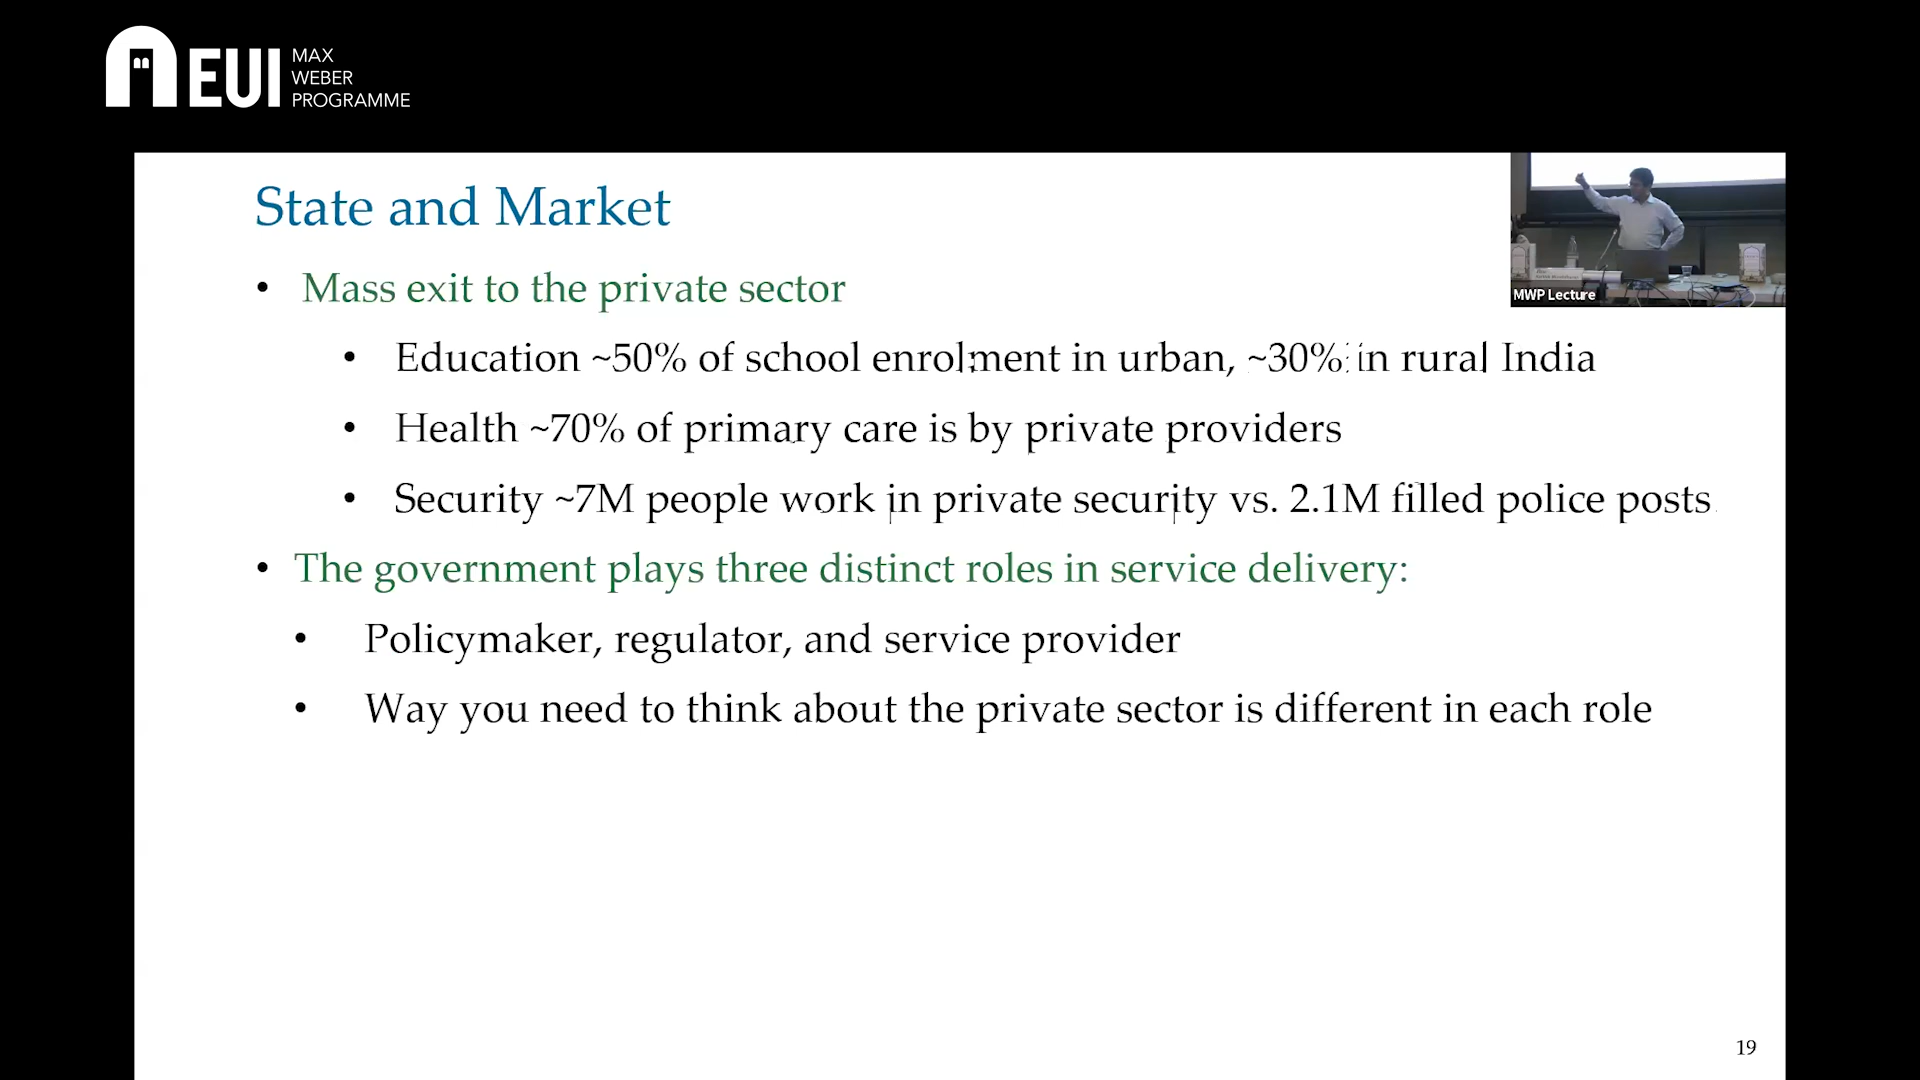 EUI
MAX
WEBER
PROGRAMME
State and Market
• Mass exit to the private sector
• Education ~50% of school enrolment in urban, ~30% in rural India
• Health ~70% of primary care is by private providers
• Security ~7M people work in private security vs. 2.1M filled police posts
• The government plays three distinct roles in service delivery:
• Policymaker, regulator, and service provider
• Way you need to think about the private sector is different in each role
MWP Lecture
19